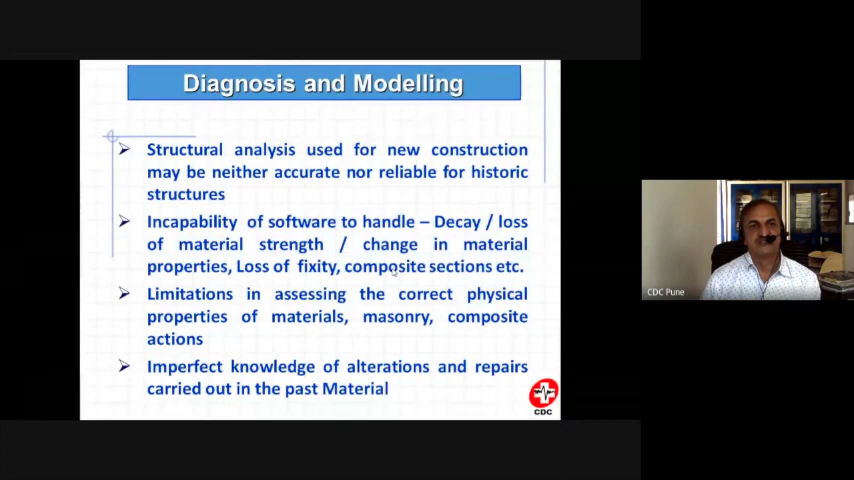 Diagnosis and Modelling
➢ Structural analysis used for new construction
may be neither accurate nor reliable for historic
structures
➢ Incapability of software to handle – Decay / loss
of material strength / change in material
properties, Loss of fixity, composite sections etc.
➢ Limitations in assessing the correct physical
properties of materials, masonry, composite
actions
➢ Imperfect knowledge of alterations and repairs
carried out in the past Material
CDC
CDC Pune